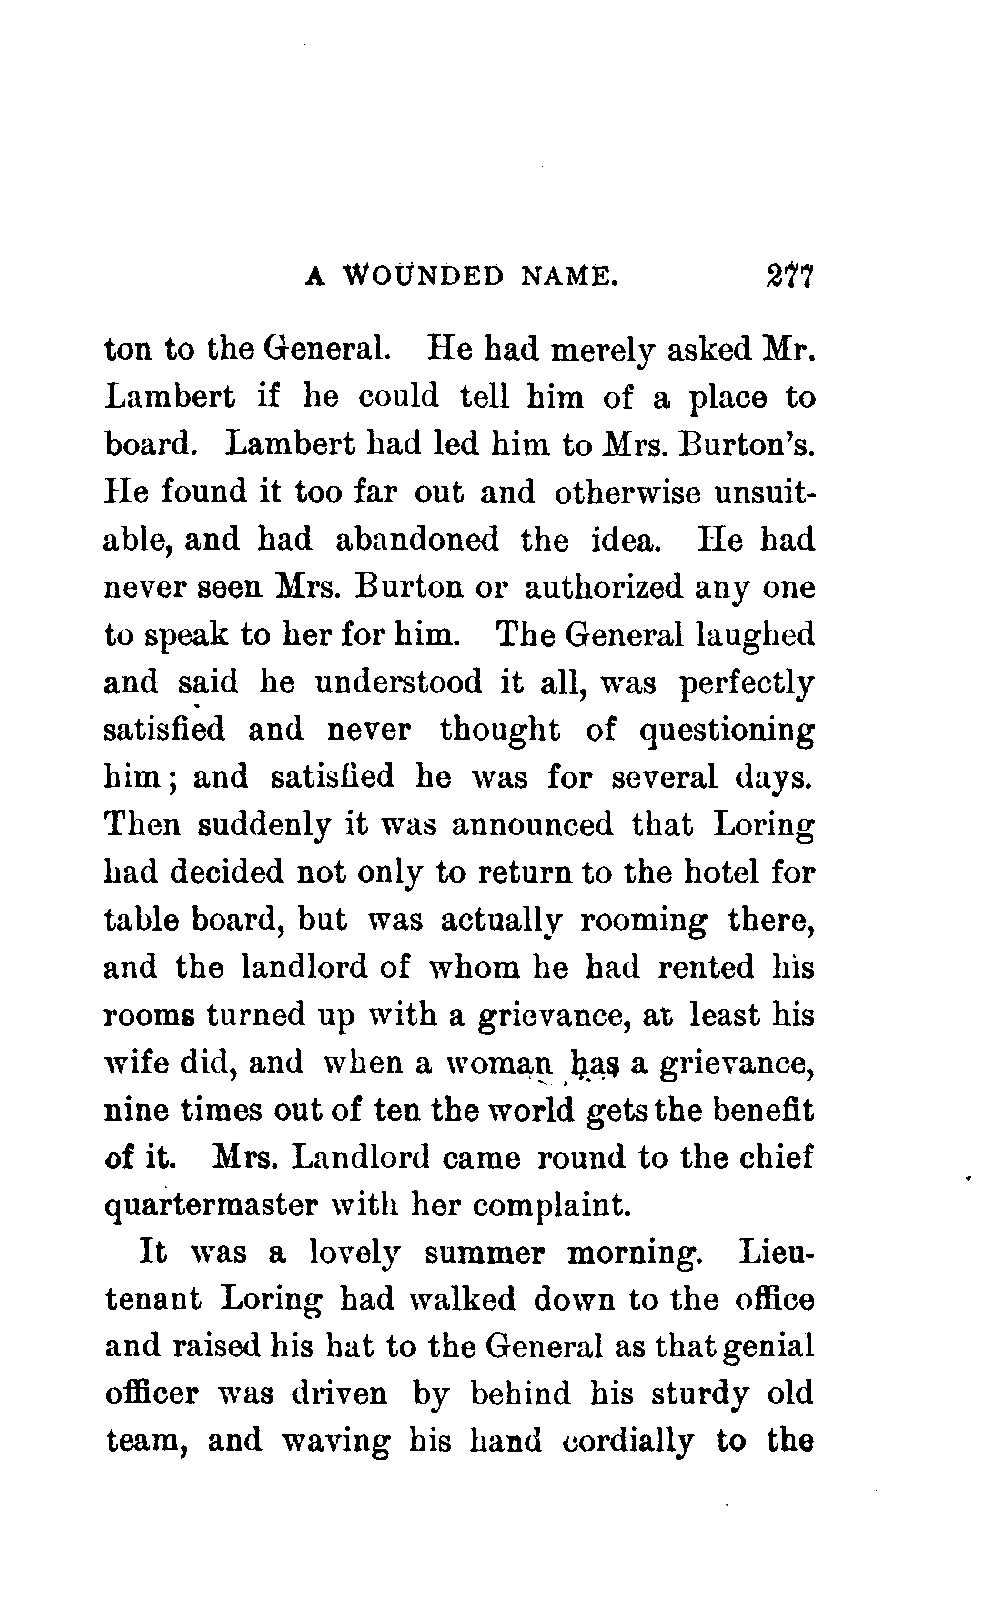 A WOUNDED NAME. 277
ton to the General. He had merely asked Mr.
Lambert if he could tell him of a place to
board. Lambert had led him to Mrs. Burton's.
He found it too far out and otherwise unsuit-
able, and had abandoned the idea. He had
never seen Mrs. Burton or authorized any one
to speak to her for him. The General laughed
and said he understood it all, was perfectly
satisfied and never thought of questioning
him; and satisfied he was for several days.
Then suddenly it was announced that Loring
had decided not only to return to the hotel for
table board, but was actually rooming there,
and the landlord of whom he had rented his
rooms turned up with a grievance, at least his
wife did, and when a woman has a grievance,
nine times out of ten the world gets the benefit
of it. Mrs. Landlord came round to the chief
quartermaster with her complaint.
It was a lovely summer morning. Lieu-
tenant Loring had walked down to the office
and raised his hat to the General as that genial
officer was driven by behind his sturdy old
team, and waving his hand cordially to the